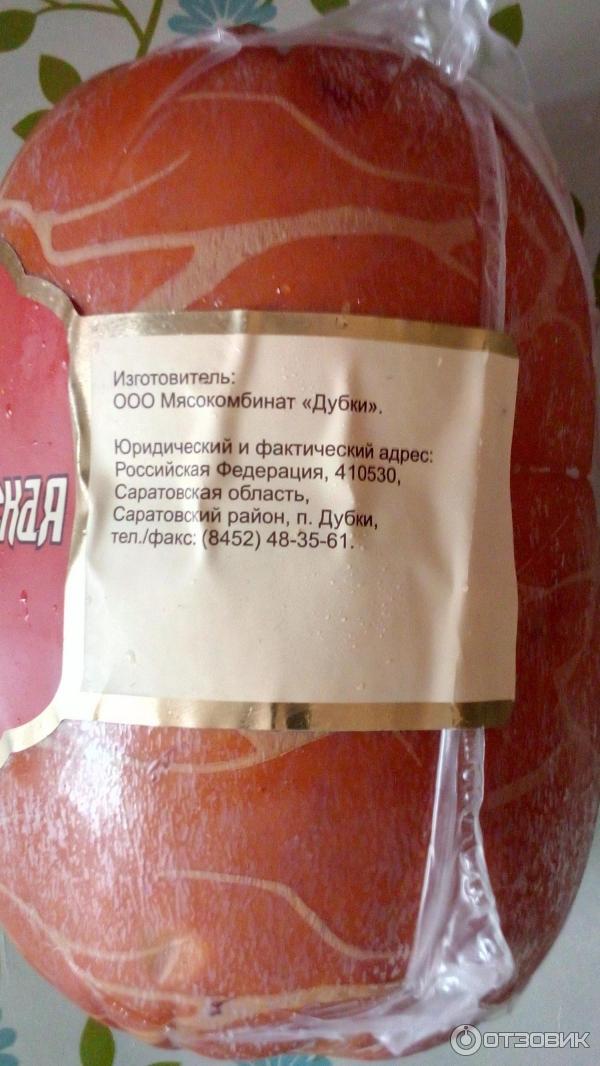 Изготовитель:
ООО Мясокомбинат «Дубки».
Юридический и фактический адрес:
Российская Федерация, 410530,
Саратовская область,
Саратовский район, п. Дубки,
тел./факс: (8452) 48-35-61.
ОТЗОВИК